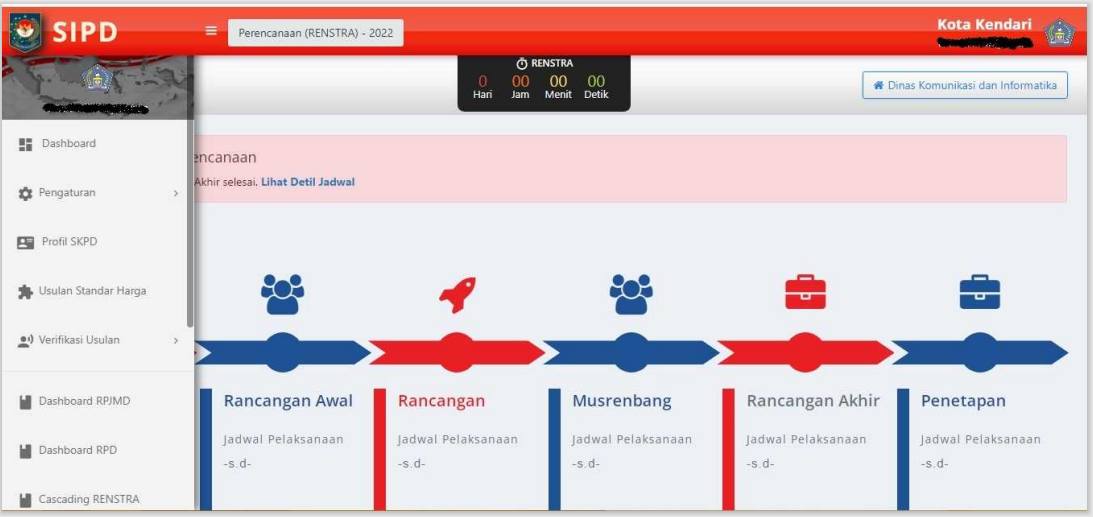 SIPD
Perencanaan (RENSTRA) - 2022
Kota Kendari
RENSTRA
0 00 00 00
Hari Jam Menit Detik
Dinas Komunikasi dan Informatika
Dashboard
Pengaturan
Profil SKPD
Usulan Standar Harga
Verifikasi Usulan
Dashboard RPJMD
Dashboard RPD
Cascading RENSTRA
encanaan
Akhir selesai. Lihat Detil Jadwal
Rancangan Awal
Jadwal Pelaksanaan
-s.d-
Rancangan
Jadwal Pelaksanaan
-s.d-
Musrenbang
Jadwal Pelaksanaan
-s.d-
Rancangan Akhir
Jadwal Pelaksanaan
-s.d-
Penetapan
Jadwal Pelaksanaan
-s.d-